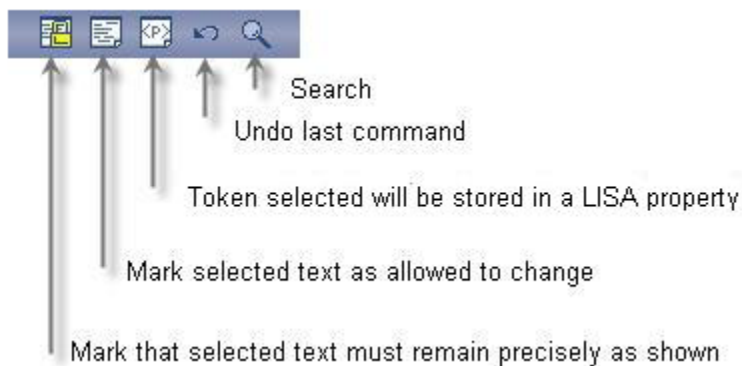 <P>
Search
Undo last command
Token selected will be stored in a LISA property
Mark selected text as allowed to change
Mark that selected text must remain precisely as shown